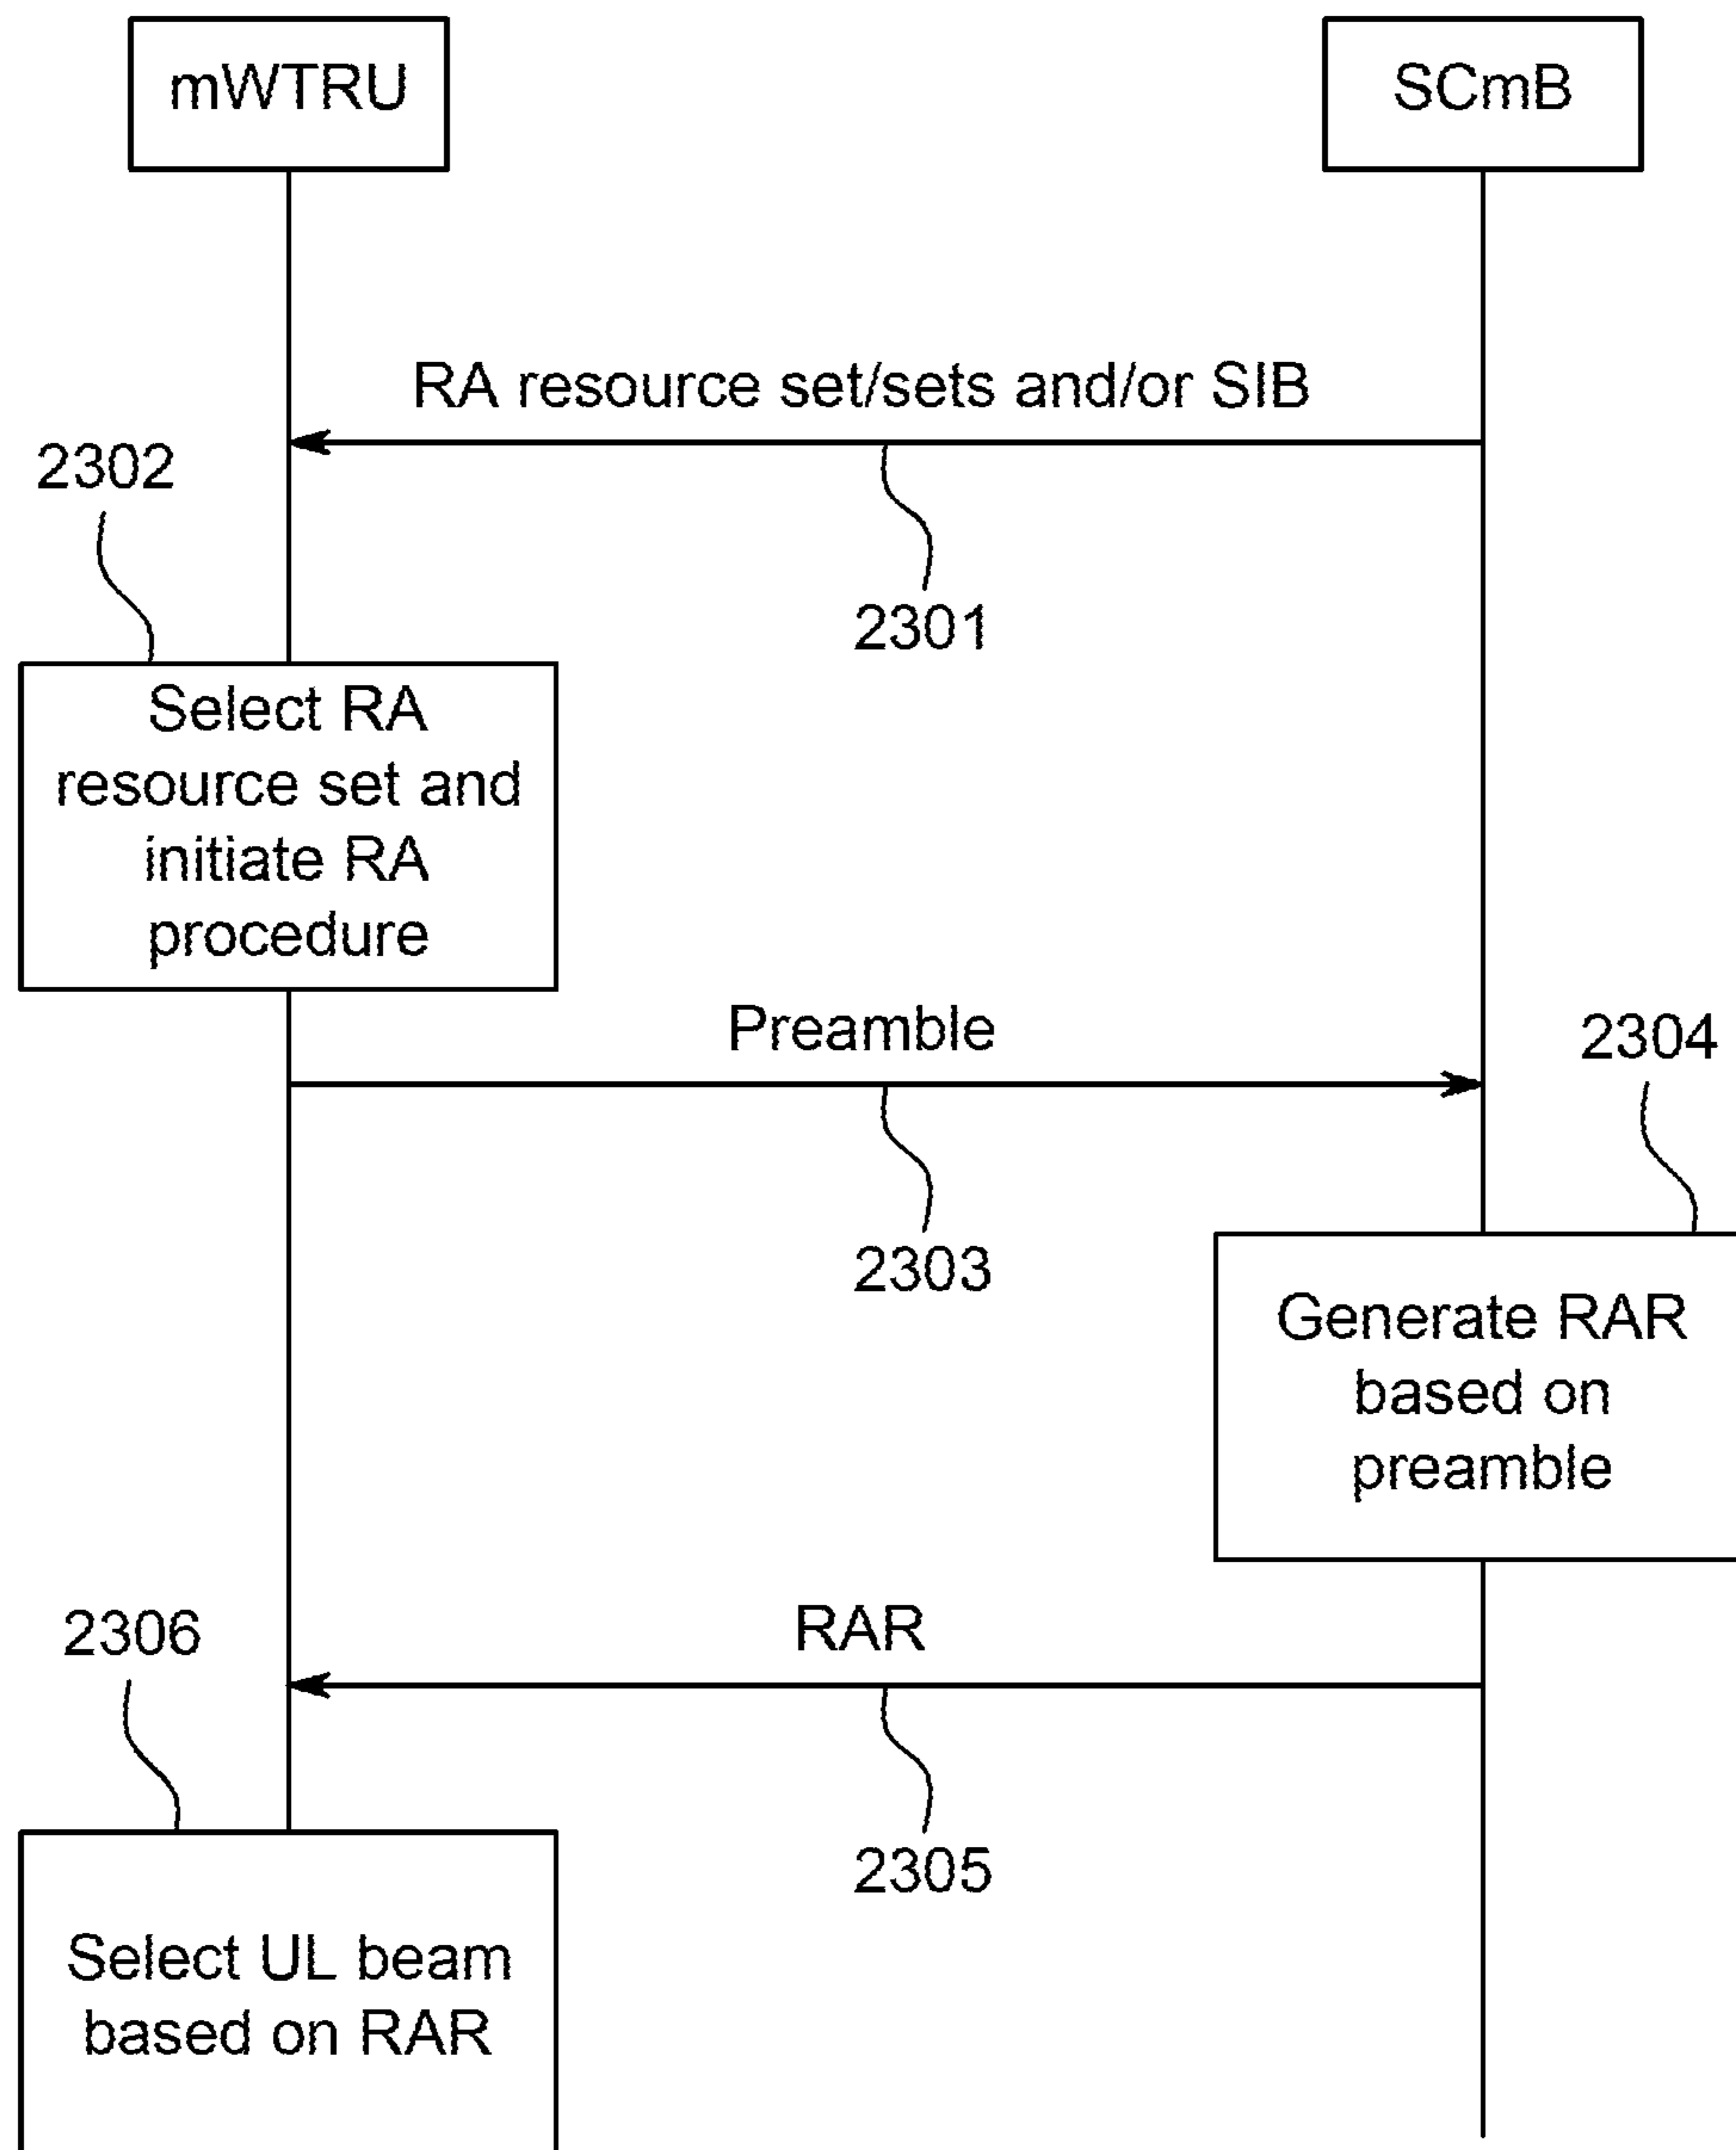 mWTRU
SCmB
RA resource set/sets and/or SIB
2302
2301
Select RA
resource set and
initiate RA
procedure
Preamble
2304
2303
Generate RAR
based on
preamble
RAR
2306
2305
Select UL beam
based on RAR